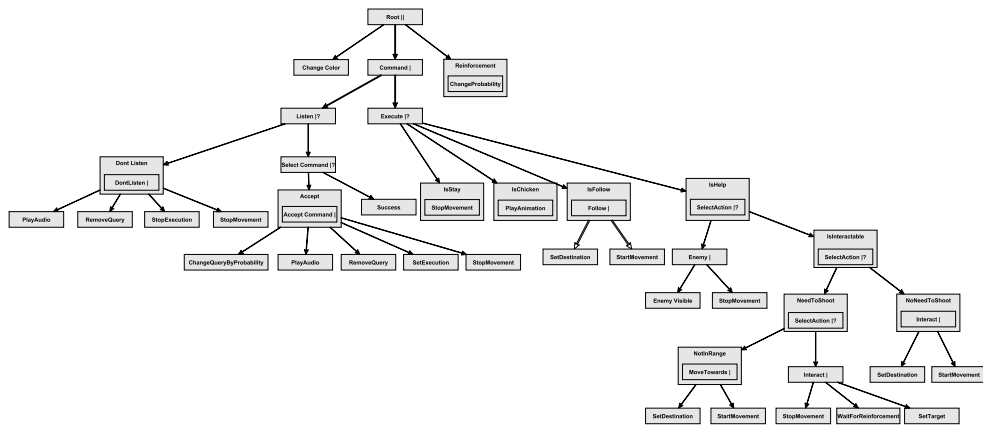 Root ||
Change Color
Command |
Reinforcement
ChangeProbability
Listen |?
Execute |?
Dont Listen
DontListen |
Select Command |?
IsStay
StopMovement
IsChicken
PlayAnimation
IsFollow
Follow |
IsHelp
SelectAction |?
Accept
Accept Command |
Success
PlayAudio
RemoveQuery
StopExecution
StopMovement
IsInteractable
SelectAction |?
ChangeQueryByProbability
PlayAudio
RemoveQuery
SetExecution
StopMovement
SetDestination
StartMovement
Enemy |
Enemy Visible
StopMovement
NeedToShoot
SelectAction |?
NoNeedToShoot
Interact |
NotInRange
MoveTowards |
Interact |
SetDestination
StartMovement
SetDestination
StartMovement
StopMovement
WaitForReinforcement
SetTarget